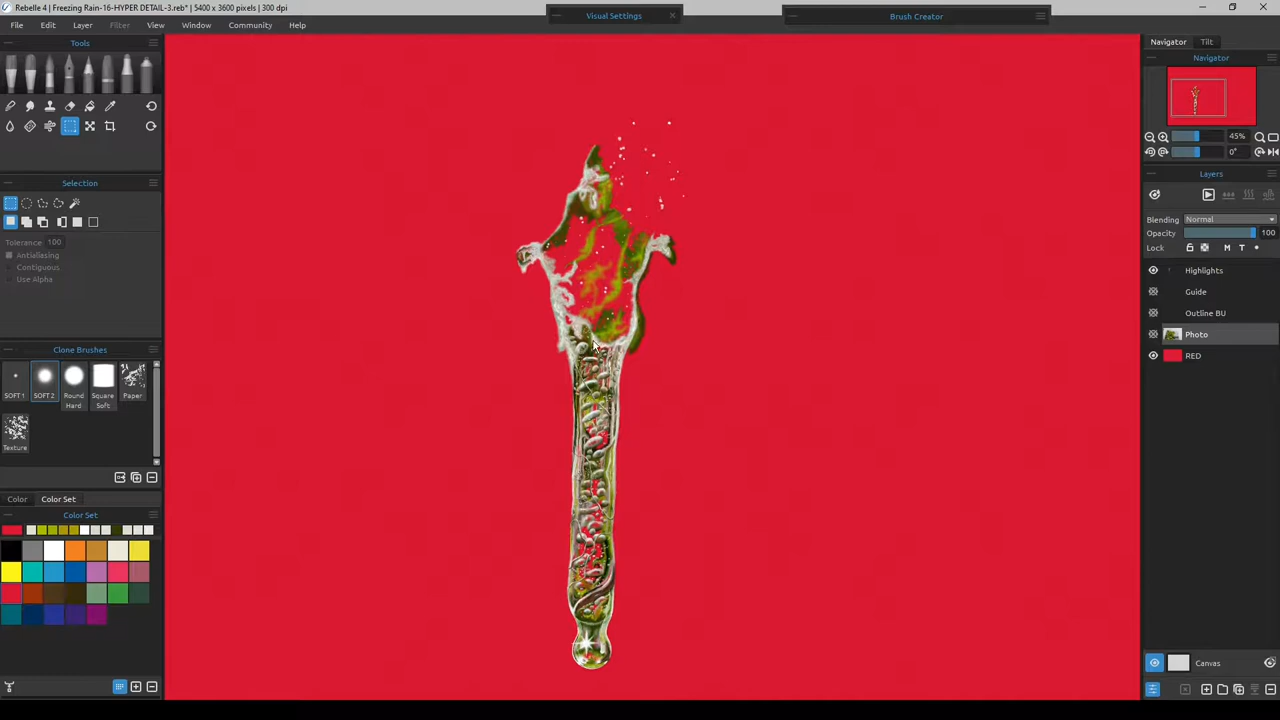 Rebelle 4 | Freezing Rain-16-HYPER DETAIL-3.reb* | 5400 x 3600 pixels | 300 dpi
Visual Settings
Brush Creator
File Edit Layer Filter View Window Community Help
Tools
Selection
Tolerance 100
Antialiasing
Contiguous
Use Alpha
Clone Brushes
SOFT 1 SOFT 2 Round Hard Square Soft Paper
Texture
Color Color Set
Color Set
Navigator Tilt
Navigator
45%
0°
Layers
Blending Normal
Opacity 100
Lock M T
Highlights
Guide
Outline BU
Photo
RED
Canvas